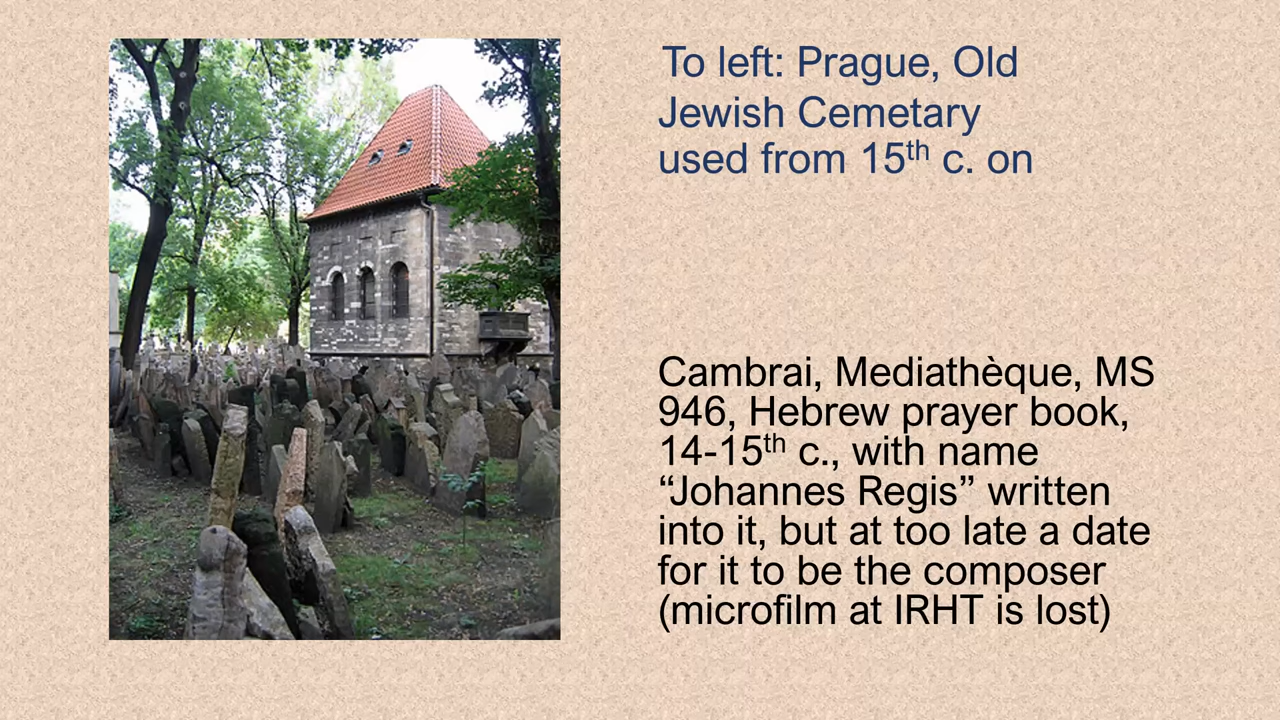 To left: Prague, Old
Jewish Cemetary
used from 15th c. on
Cambrai, Mediathèque, MS
946, Hebrew prayer book,
14-15th c., with name
“Johannes Regis” written
into it, but at too late a date
for it to be the composer
(microfilm at IRHT is lost)